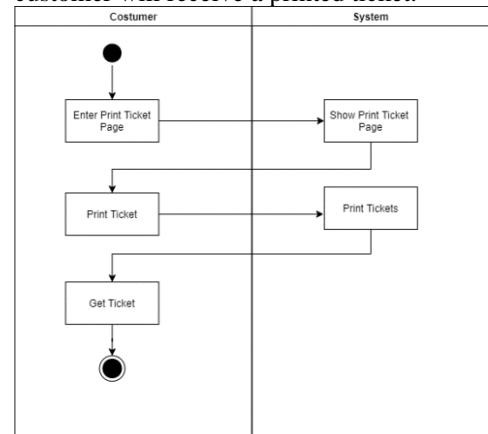 customer will receive a printed ticket.
Costumer
System
Enter Print Ticket
Page
Show Print Ticket
Page
Print Ticket
Print Tickets
Get Ticket